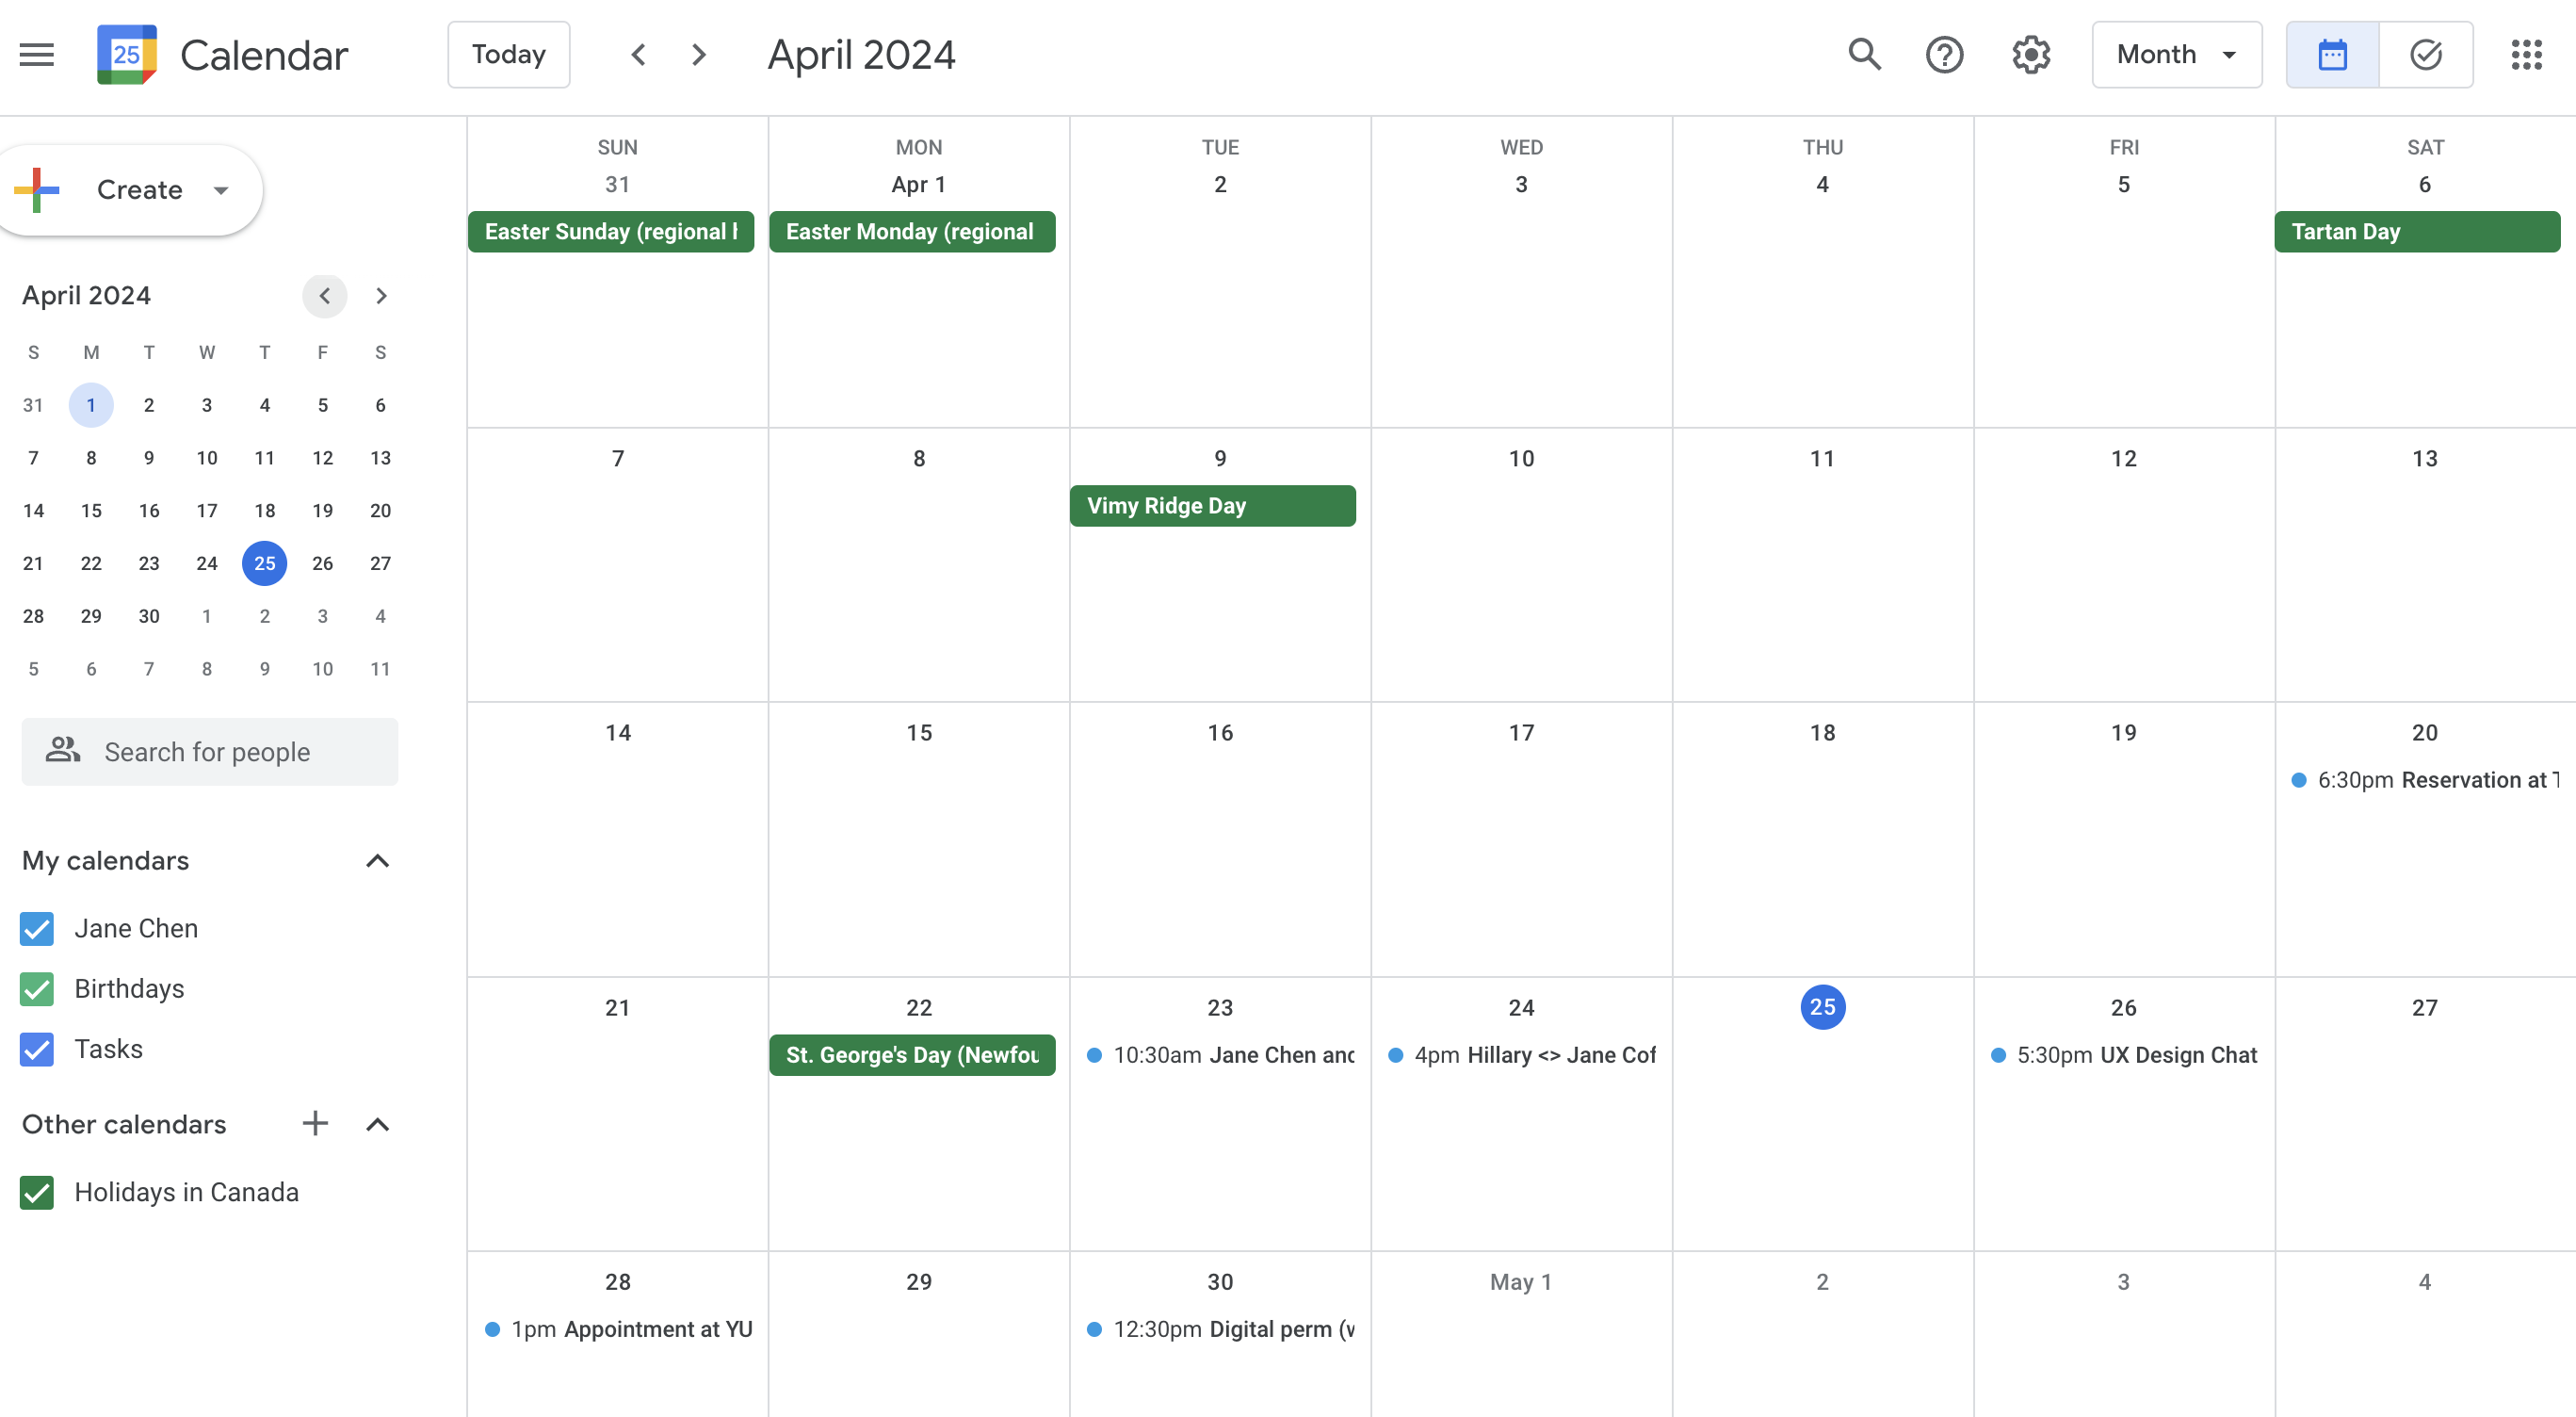 25 Calendar Today April 2024 Month
Create
April 2024
S M T W T F S
31 1 2 3 4 5 6
7 8 9 10 11 12 13
14 15 16 17 18 19 20
21 22 23 24 25 26 27
28 29 30 1 2 3 4
5 6 7 8 9 10 11
Search for people
My calendars
Jane Chen
Birthdays
Tasks
Other calendars
Holidays in Canada
SUN MON TUE WED THU FRI SAT
31 Apr 1 2 3 4 5 6
Easter Sunday (regional Easter Monday (regional Tartan Day
7 8 9 10 11 12 13
Vimy Ridge Day
14 15 16 17 18 19 20
6:30pm Reservation at
21 22 23 24 25 26 27
St. George's Day (Newfou 10:30am Jane Chen and 4pm Hillary <> Jane Cof 5:30pm UX Design Chat
28 29 30 May 1 2 3 4
1pm Appointment at YU 12:30pm Digital perm (